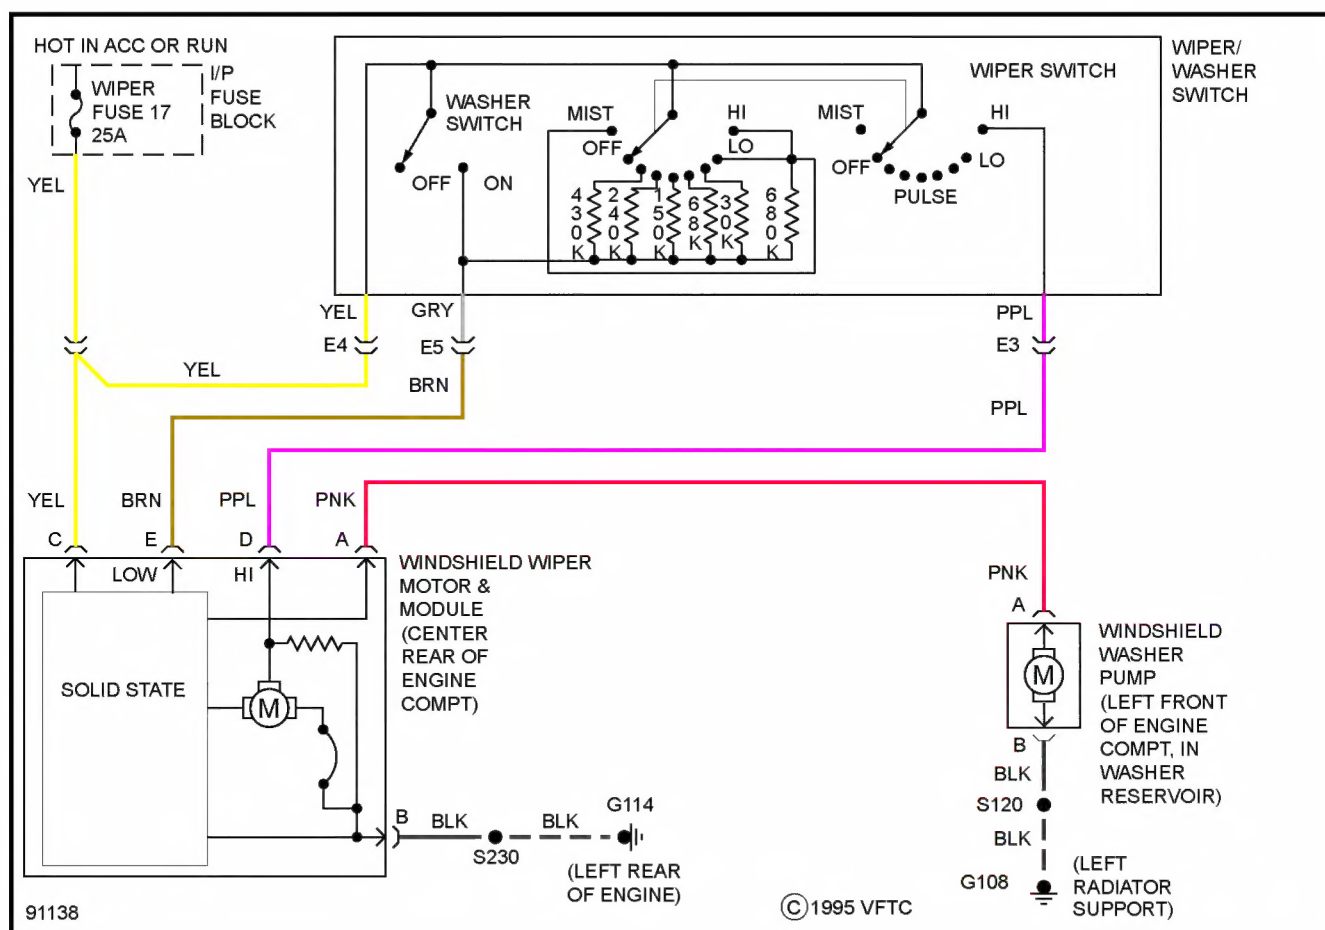 HOT IN ACC OR RUN
WIPER
FUSE 17
25A
I/P
FUSE
BLOCK
WIPER/
WASHER
SWITCH
WIPER SWITCH
WASHER
SWITCH
OFF
ON
MIST
OFF
HI
LO
430K
240K
150K
68K
30K
680K
MIST
OFF
HI
LO
PULSE
YEL
YEL
GRY
PPL
E4
E5
E3
YEL
BRN
PPL
YEL
BRN
PPL
PNK
C
E
D
A
LOW
HI
WINDSHIELD WIPER
MOTOR &
MODULE
(CENTER
REAR OF
ENGINE
COMPT)
SOLID STATE
M
B
BLK
S230
BLK
G114
(LEFT REAR
OF ENGINE)
PNK
A
M
WINDSHIELD
WASHER
PUMP
(LEFT FRONT
OF ENGINE
COMPT, IN
WASHER
RESERVOIR)
B
BLK
S120
BLK
G108
(LEFT
RADIATOR
SUPPORT)
91138
© 1995 VFTC